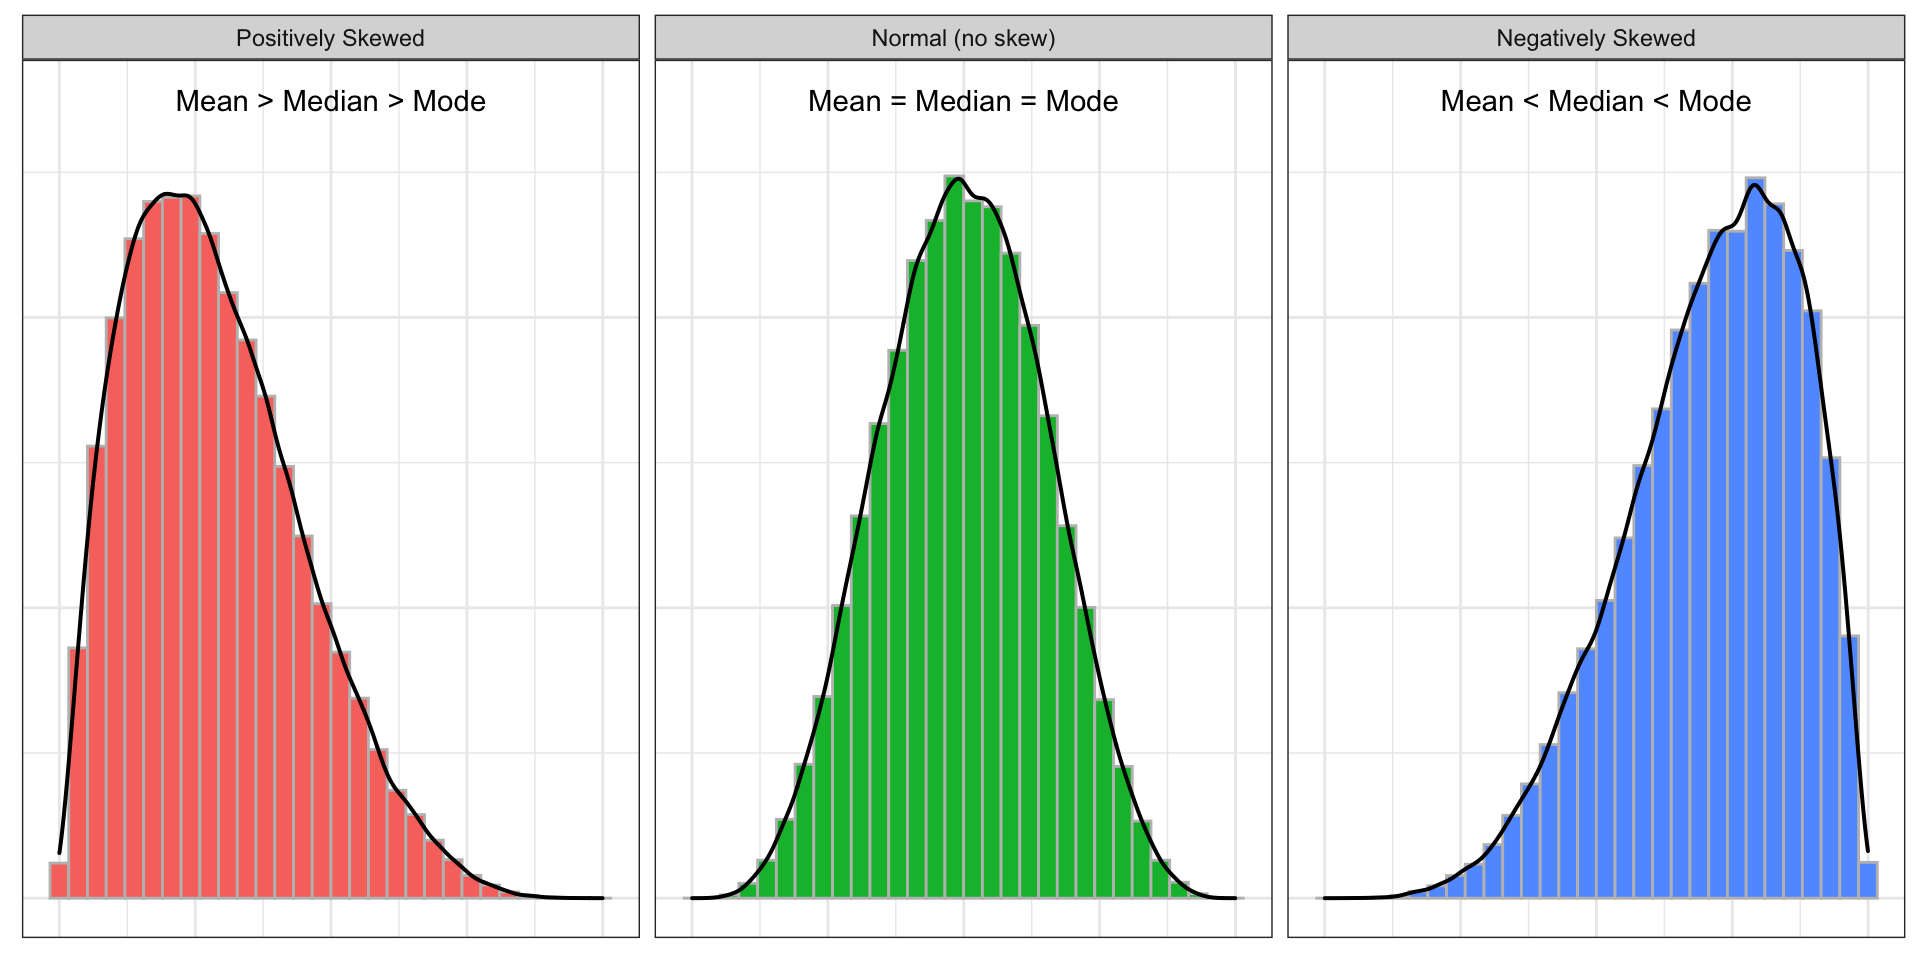 Positively Skewed
Normal (no skew)
Negatively Skewed
Mean > Median > Mode
Mean = Median = Mode
Mean < Median < Mode